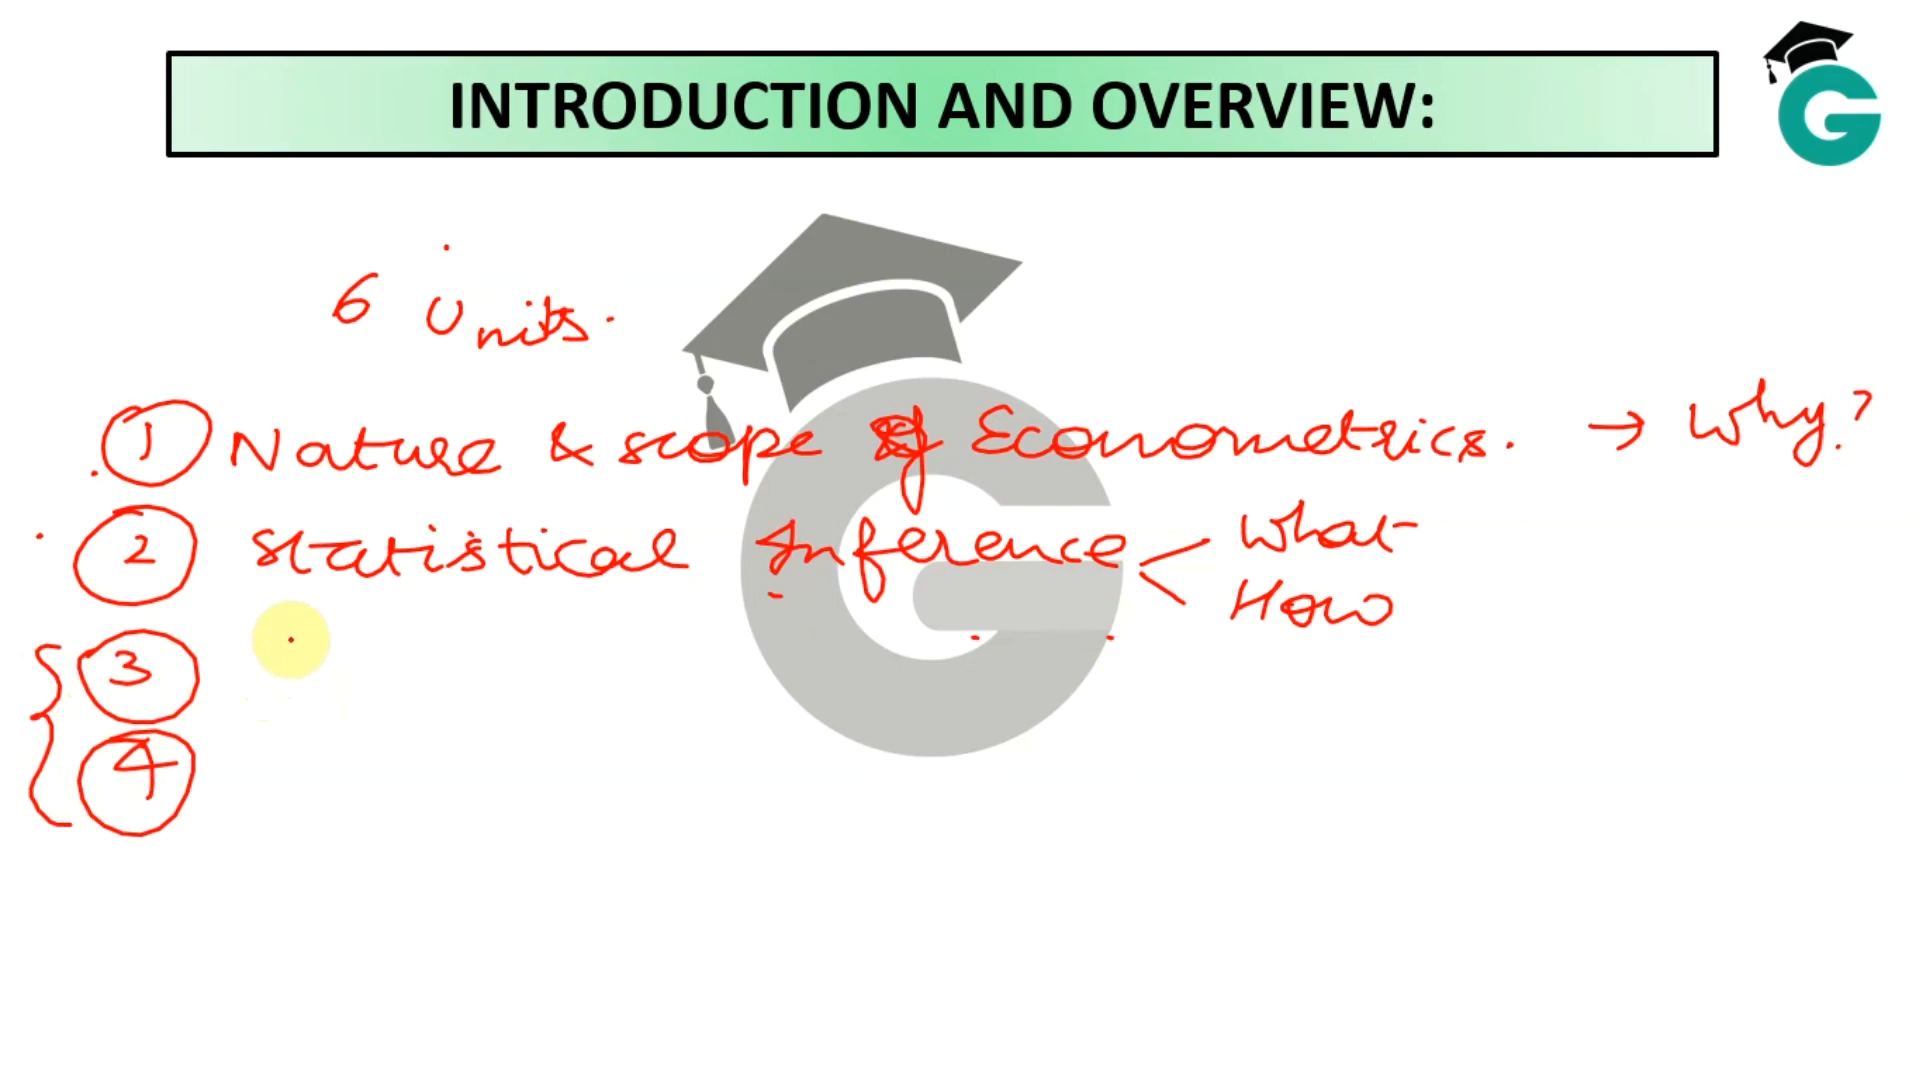 INTRODUCTION AND OVERVIEW:
6 Units.
1 Nature & scope of Econometrics. → Why?
2 Statistical Inference < What
How
3
4